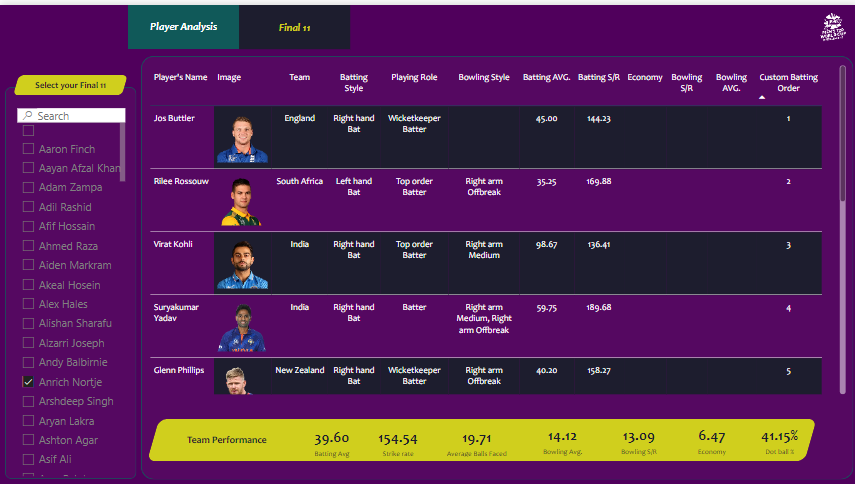 Player Analysis
Final 11
Select your Final 11
Search
Aaron Finch
Aayan Afzal Khan
Adam Zampa
Adil Rashid
Afif Hossain
Ahmed Raza
Aiden Markram
Akeal Hosein
Alex Hales
Alishan Sharafu
Alzarri Joseph
Andy Balbirnie
Anrich Nortje
Arshdeep Singh
Aryan Lakra
Ashton Agar
Asif Ali
Player's Name Image Team Batting Style Playing Role Bowling Style Batting AVG. Batting S/R Economy Bowling S/R Bowling AVG. Custom Batting Order
Jos Buttler England Right hand Bat Wicketkeeper Batter 45.00 144.23 1
Rilee Rossouw South Africa Left hand Bat Top order Batter Right arm Offbreak 35.25 169.88 2
Virat Kohli India Right hand Bat Top order Batter Right arm Medium 98.67 136.41 3
Suryakumar Yadav India Right hand Bat Batter Right arm Medium, Right arm Offbreak 59.75 189.68 4
Glenn Phillips New Zealand Right hand Bat Wicketkeeper Batter Right arm Offbreak 40.20 158.27 5
Team Performance
39.60 154.54 19.71 14.12 13.09 6.47 41.15%
Batting Avg Strike rate Average Balls Faced Bowling Avg. Bowling S/R Economy Dot ball %